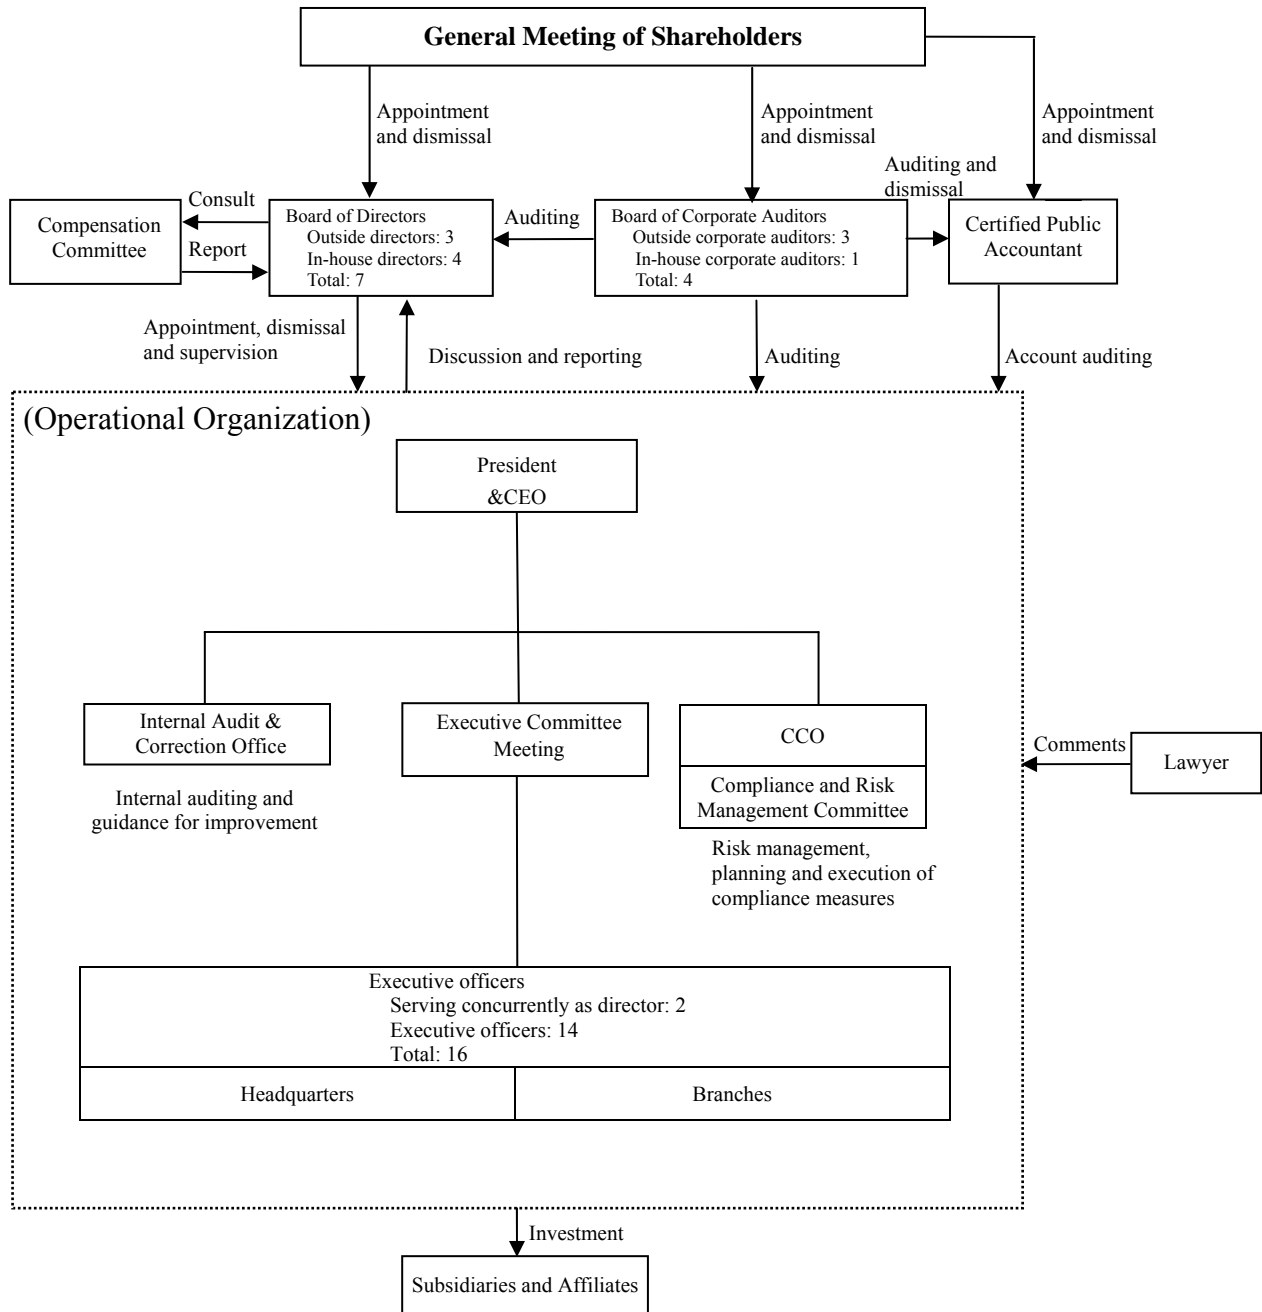 General Meeting of Shareholders
Appointment
and dismissal
Appointment
and dismissal
Appointment
and dismissal
Auditing and
dismissal
Compensation
Committee
Consult
Report
Board of Directors
Outside directors: 3
In-house directors: 4
Total: 7
Auditing
Board of Corporate Auditors
Outside corporate auditors: 3
In-house corporate auditors: 1
Total: 4
Certified Public
Accountant
Appointment, dismissal
and supervision
Discussion and reporting
Auditing
Account auditing
(Operational Organization)
President
&CEO
Internal Audit &
Correction Office
Internal auditing and
guidance for improvement
Executive Committee
Meeting
CCO
Compliance and Risk
Management Committee
Risk management,
planning and execution of
compliance measures
Comments
Lawyer
Executive officers
Serving concurrently as director: 2
Executive officers: 14
Total: 16
Headquarters
Branches
Investment
Subsidiaries and Affiliates